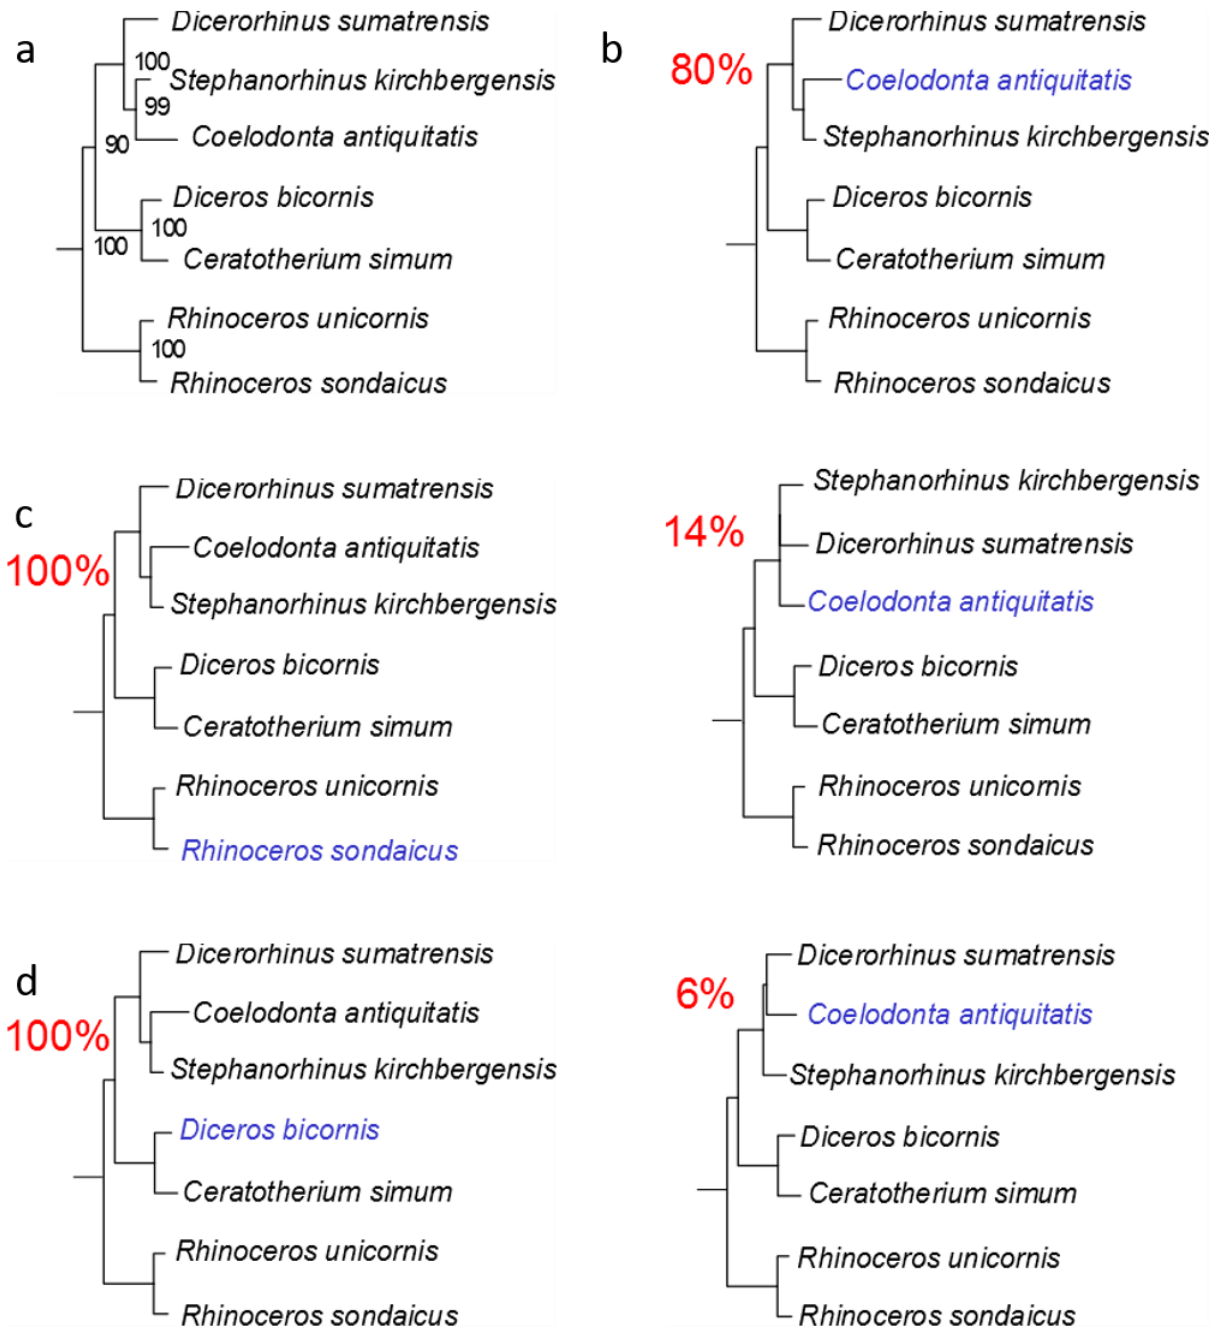 a
Dicerorhinus sumatrensis
100
Stephanorhinus kirchbergensis
99
90
Coelodonta antiquitatis
Diceros bicornis
100
100
Ceratotherium simum
Rhinoceros unicornis
100
Rhinoceros sondaicus
b
80%
Dicerorhinus sumatrensis
Coelodonta antiquitatis
Stephanorhinus kirchbergensis
Diceros bicornis
Ceratotherium simum
Rhinoceros unicornis
Rhinoceros sondaicus
c
100%
Dicerorhinus sumatrensis
Coelodonta antiquitatis
Stephanorhinus kirchbergensis
Diceros bicornis
Ceratotherium simum
Rhinoceros unicornis
Rhinoceros sondaicus
14%
Stephanorhinus kirchbergensis
Dicerorhinus sumatrensis
Coelodonta antiquitatis
Diceros bicornis
Ceratotherium simum
Rhinoceros unicornis
Rhinoceros sondaicus
d
100%
Dicerorhinus sumatrensis
Coelodonta antiquitatis
Stephanorhinus kirchbergensis
Diceros bicornis
Ceratotherium simum
Rhinoceros unicornis
Rhinoceros sondaicus
6%
Dicerorhinus sumatrensis
Coelodonta antiquitatis
Stephanorhinus kirchbergensis
Diceros bicornis
Ceratotherium simum
Rhinoceros unicornis
Rhinoceros sondaicus